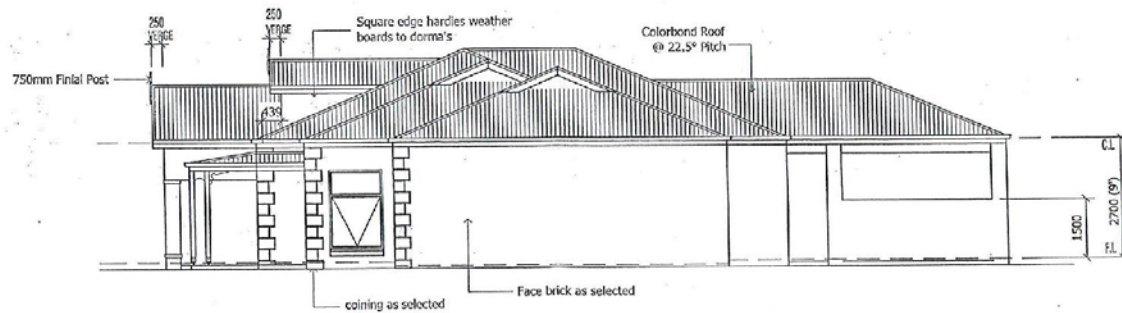 250
VERGE
250
VERGE
Square edge hardies weather
boards to dorma's
Colorbond Roof
@ 22.5° Pitch
750mm Finial Post
439
C.L
2700 (9')
1500
F.L
Face brick as selected
coining as selected